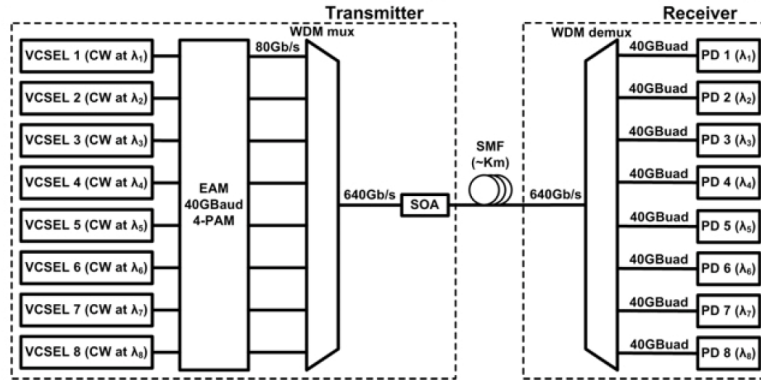 Transmitter
Receiver
WDM mux
WDM demux
VCSEL 1 (CW at λ₁)
VCSEL 2 (CW at λ₂)
VCSEL 3 (CW at λ₃)
VCSEL 4 (CW at λ₄)
VCSEL 5 (CW at λ₅)
VCSEL 6 (CW at λ₆)
VCSEL 7 (CW at λ₇)
VCSEL 8 (CW at λ₈)
EAM
40GBaud
4-PAM
80Gb/s
640Gb/s
SOA
SMF
(~Km)
640Gb/s
40GBuad
40GBuad
40GBuad
40GBuad
40GBuad
40GBuad
40GBuad
40GBuad
PD 1 (λ₁)
PD 2 (λ₂)
PD 3 (λ₃)
PD 4 (λ₄)
PD 5 (λ₅)
PD 6 (λ₆)
PD 7 (λ₇)
PD 8 (λ₈)